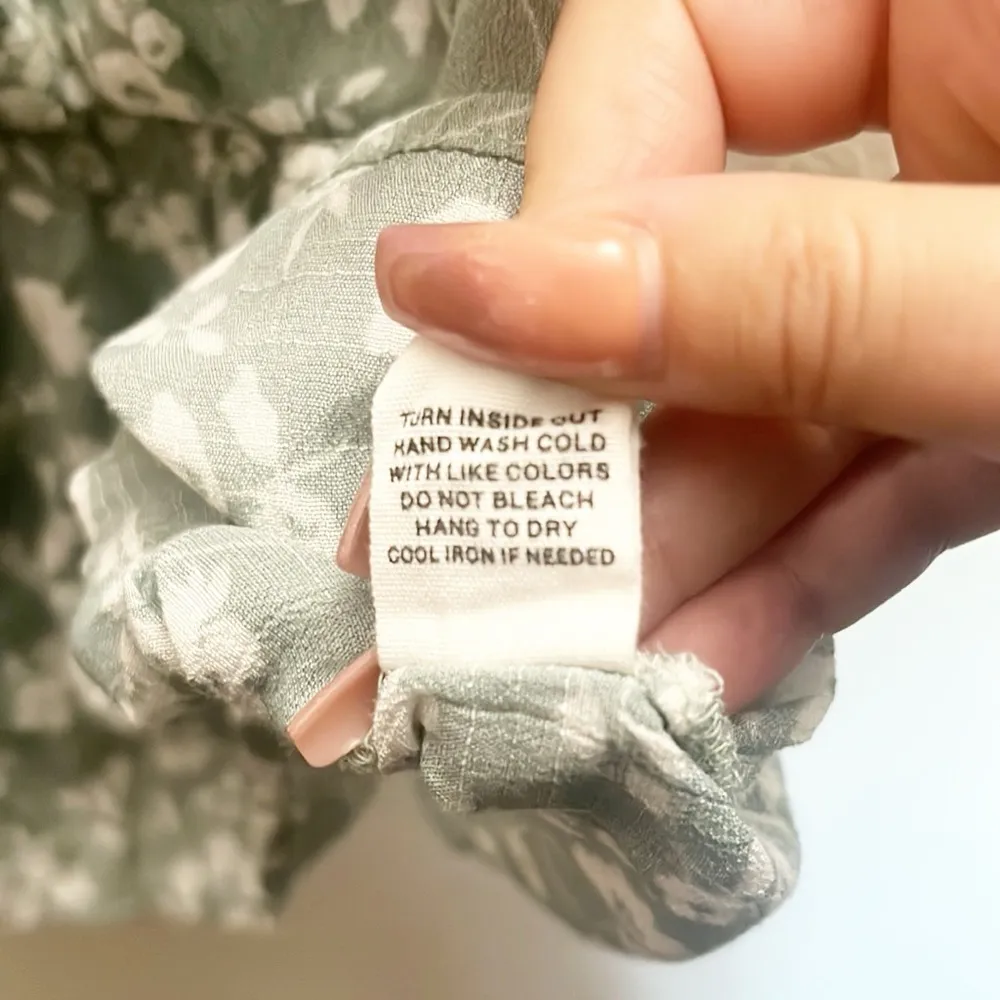 TURN INSIDE OUT
HAND WASH COLD
WITH LIKE COLORS
DO NOT BLEACH
HANG TO DRY
COOL IRON IF NEEDED